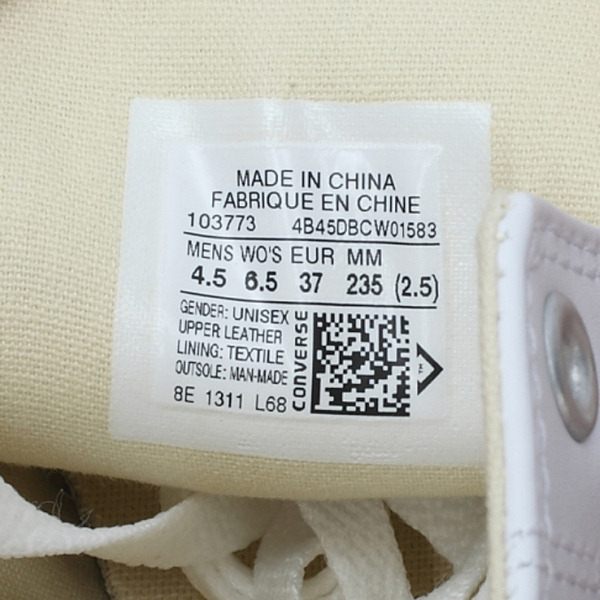 MADE IN CHINA
FABRIQUE EN CHINE
103773 4B45DBCW01583
MENS WO'S EUR MM
4.5 6.5 37 235 (2.5)
GENDER: UNISEX
UPPER: LEATHER
LINING: TEXTILE
OUTSOLE: MAN-MADE
8E 1311 L68
CONVERSE
TM